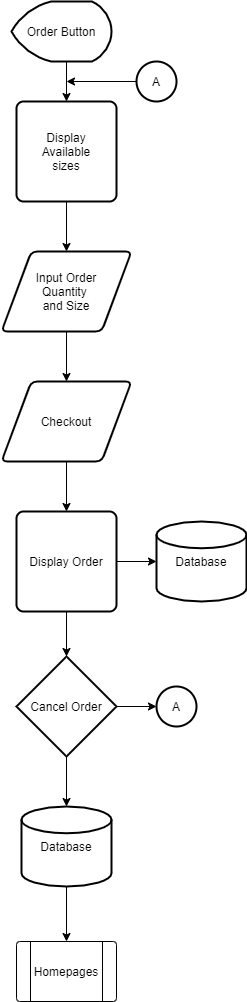 Order Button
A
Display
Available
sizes
Input Order
Quantity
and Size
Checkout
Display Order
Database
Cancel Order
A
Database
Homepages